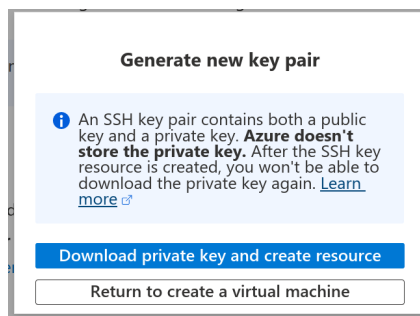 Generate new key pair
An SSH key pair contains both a public
key and a private key. Azure doesn't
store the private key. After the SSH key
resource is created, you won't be able to
download the private key again. Learn
more
Download private key and create resource
Return to create a virtual machine